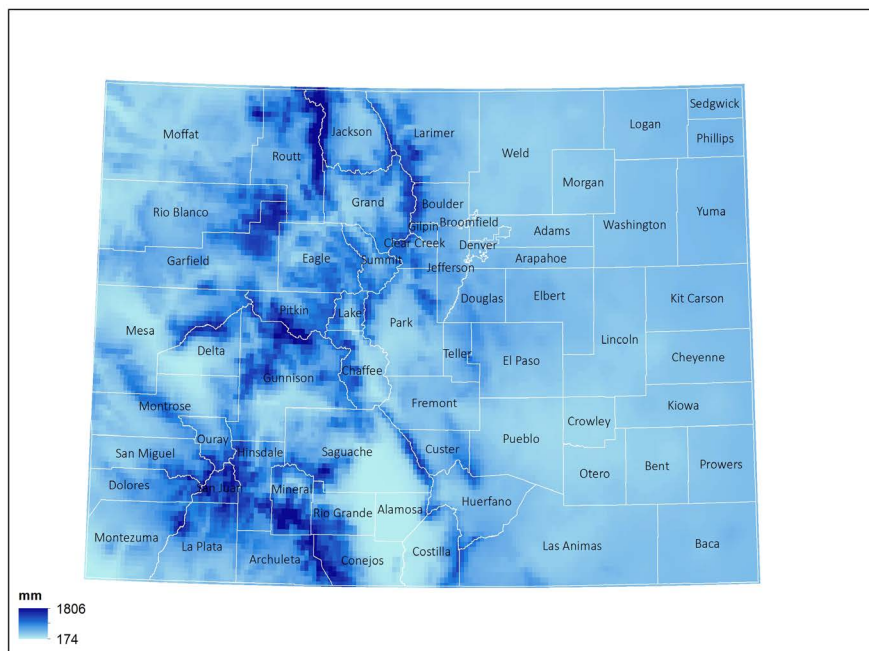 Sedgwick
Logan
Moffat
Jackson
Larimer
Phillips
Routt
Weld
Morgan
Grand
Boulder
Rio Blanco
Yuma
Gilpin
Broomfield
Washington
Adams
Clear Creek
Denver
Garfield
Eagle
Summit
Arapahoe
Jefferson
Elbert
Douglas
Kit Carson
Pitkin
Lake
Mesa
Park
Lincoln
Delta
Teller
El Paso
Cheyenne
Gunnison
Chaffee
Montrose
Fremont
Kiowa
Crowley
Ouray
Pueblo
San Miguel
Hinsdale
Saguache
Custer
Bent
Prowers
Otero
Dolores
San Juan
Mineral
Huerfano
Rio Grande
Alamosa
Montezuma
La Plata
Las Animas
Baca
Costilla
Archuleta
Conejos
mm
1806
174